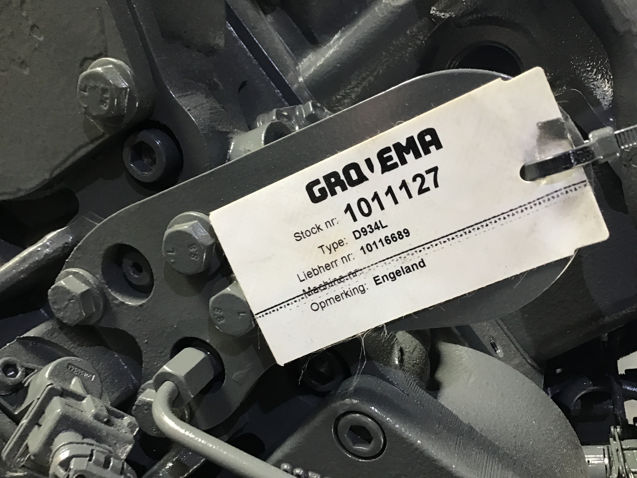 GROVEMA
Stock nr: 1011127
Type: D934L
Liebherr nr: 10116689
Machine nr:
Opmerking: Engeland